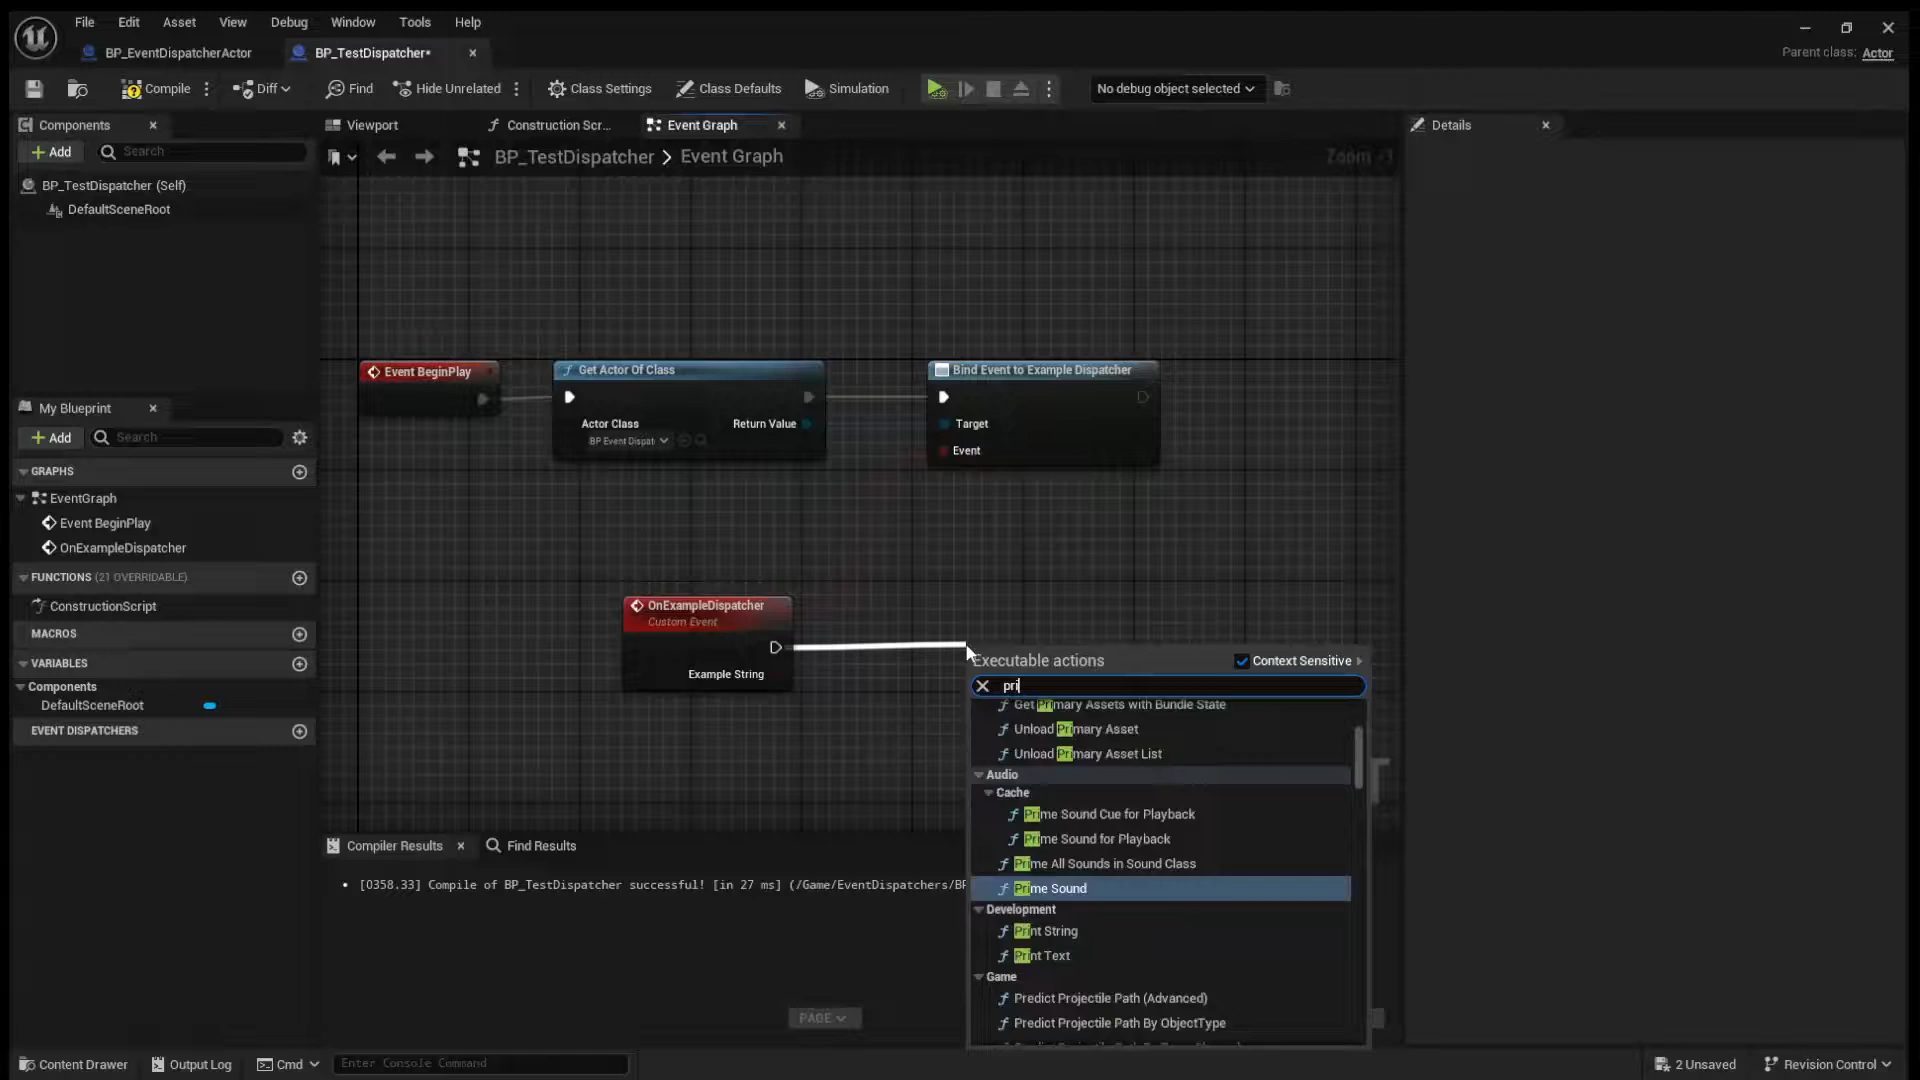 File Edit Asset View Debug Window Tools Help
BP_EventDispatcherActor BP_TestDispatcher•
Parent class: Actor
Compile Diff Find Hide Unrelated Class Settings Class Defaults Simulation No debug object selected
Components Viewport Construction Scr... Event Graph Details
Add Search
BP_TestDispatcher > Event Graph
BP_TestDispatcher (Self)
DefaultSceneRoot
Event BeginPlay
Get Actor Of Class
Actor Class Return Value
BP Event Dispat
Bind Event to Example Dispatcher
Target
Event
My Blueprint
Add Search
GRAPHS
EventGraph
Event BeginPlay
OnExampleDispatcher
FUNCTIONS (21 OVERRIDABLE)
ConstructionScript
MACROS
VARIABLES
Components
DefaultSceneRoot
EVENT DISPATCHERS
OnExampleDispatcher
Custom Event
Example String
Executable actions Context Sensitive
pri
Get Primary Assets with Bundle State
Unload Primary Asset
Unload Primary Asset List
Audio
Cache
Prime Sound Cue for Playback
Prime Sound for Playback
Prime All Sounds in Sound Class
Prime Sound
Development
Print String
Print Text
Game
Predict Projectile Path (Advanced)
Predict Projectile Path By ObjectType
Compiler Results Find Results
• [0358.33] Compile of BP_TestDispatcher successful! [in 27 ms] (/Game/EventDispatchers/BP
PAGE
Content Drawer Output Log Cmd Enter Console Command 2 Unsaved Revision Control